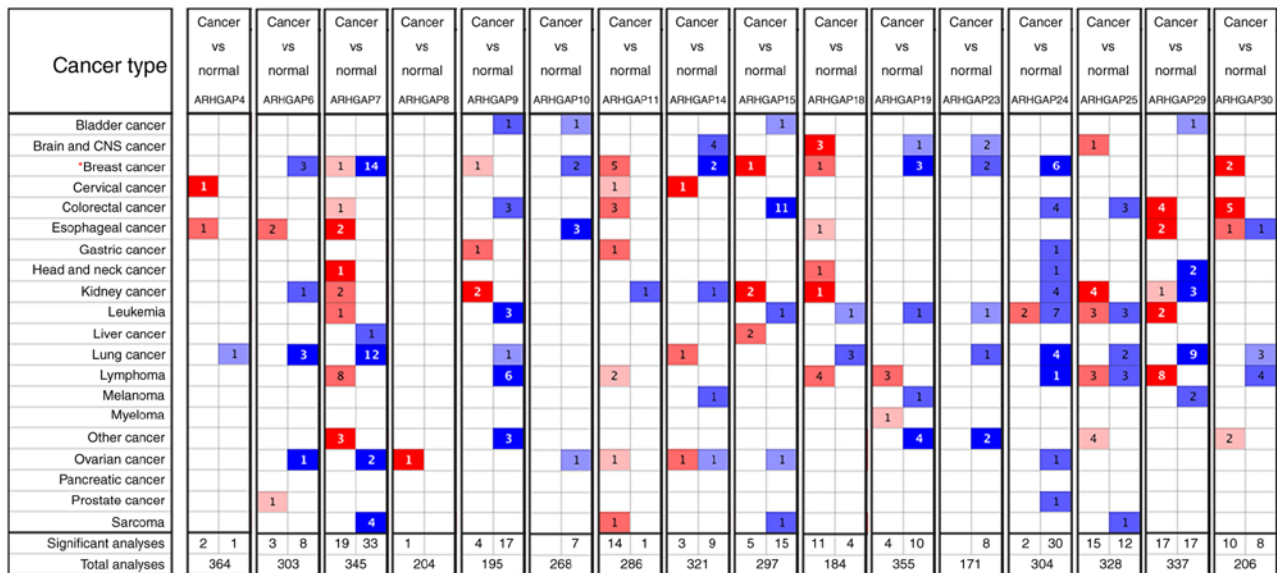 Cancer type
Cancer vs normal ARHGAP4 Cancer vs normal ARHGAP6 Cancer vs normal ARHGAP7 Cancer vs normal ARHGAP8 Cancer vs normal ARHGAP9 Cancer vs normal ARHGAP10 Cancer vs normal ARHGAP11 Cancer vs normal ARHGAP14 Cancer vs normal ARHGAP15 Cancer vs normal ARHGAP18 Cancer vs normal ARHGAP19 Cancer vs normal ARHGAP23 Cancer vs normal ARHGAP24 Cancer vs normal ARHGAP25 Cancer vs normal ARHGAP29 Cancer vs normal ARHGAP30
Bladder cancer 1 1 1 1
Brain and CNS cancer 4 3 1 2 1
*Breast cancer 3 1 14 1 2 5 2 1 1 3 2 6 2
Cervical cancer 1 1 1
Colorectal cancer 1 3 3 11 4 3 4 5
Esophageal cancer 1 2 2 3 1 2 1 1
Gastric cancer 1 1 1
Head and neck cancer 1 1 1 2
Kidney cancer 1 2 2 1 1 2 1 4 4 1 3
Leukemia 1 3 1 1 1 1 2 7 3 3 2
Liver cancer 1 2
Lung cancer 1 3 12 1 1 3 1 4 2 9 3
Lymphoma 8 6 2 4 3 1 3 3 8 4
Melanoma 1 1 2
Myeloma 1
Other cancer 3 3 4 2 4 2
Ovarian cancer 1 2 1 1 1 1 1 1 1
Pancreatic cancer
Prostate cancer 1 1
Sarcoma 4 1 1 1
Significant analyses 2 1 3 8 19 33 1 4 17 7 14 1 3 9 5 15 11 4 4 10 8 2 30 15 12 17 17 10 8
Total analyses 364 303 345 204 195 268 286 321 297 184 355 171 304 328 337 206